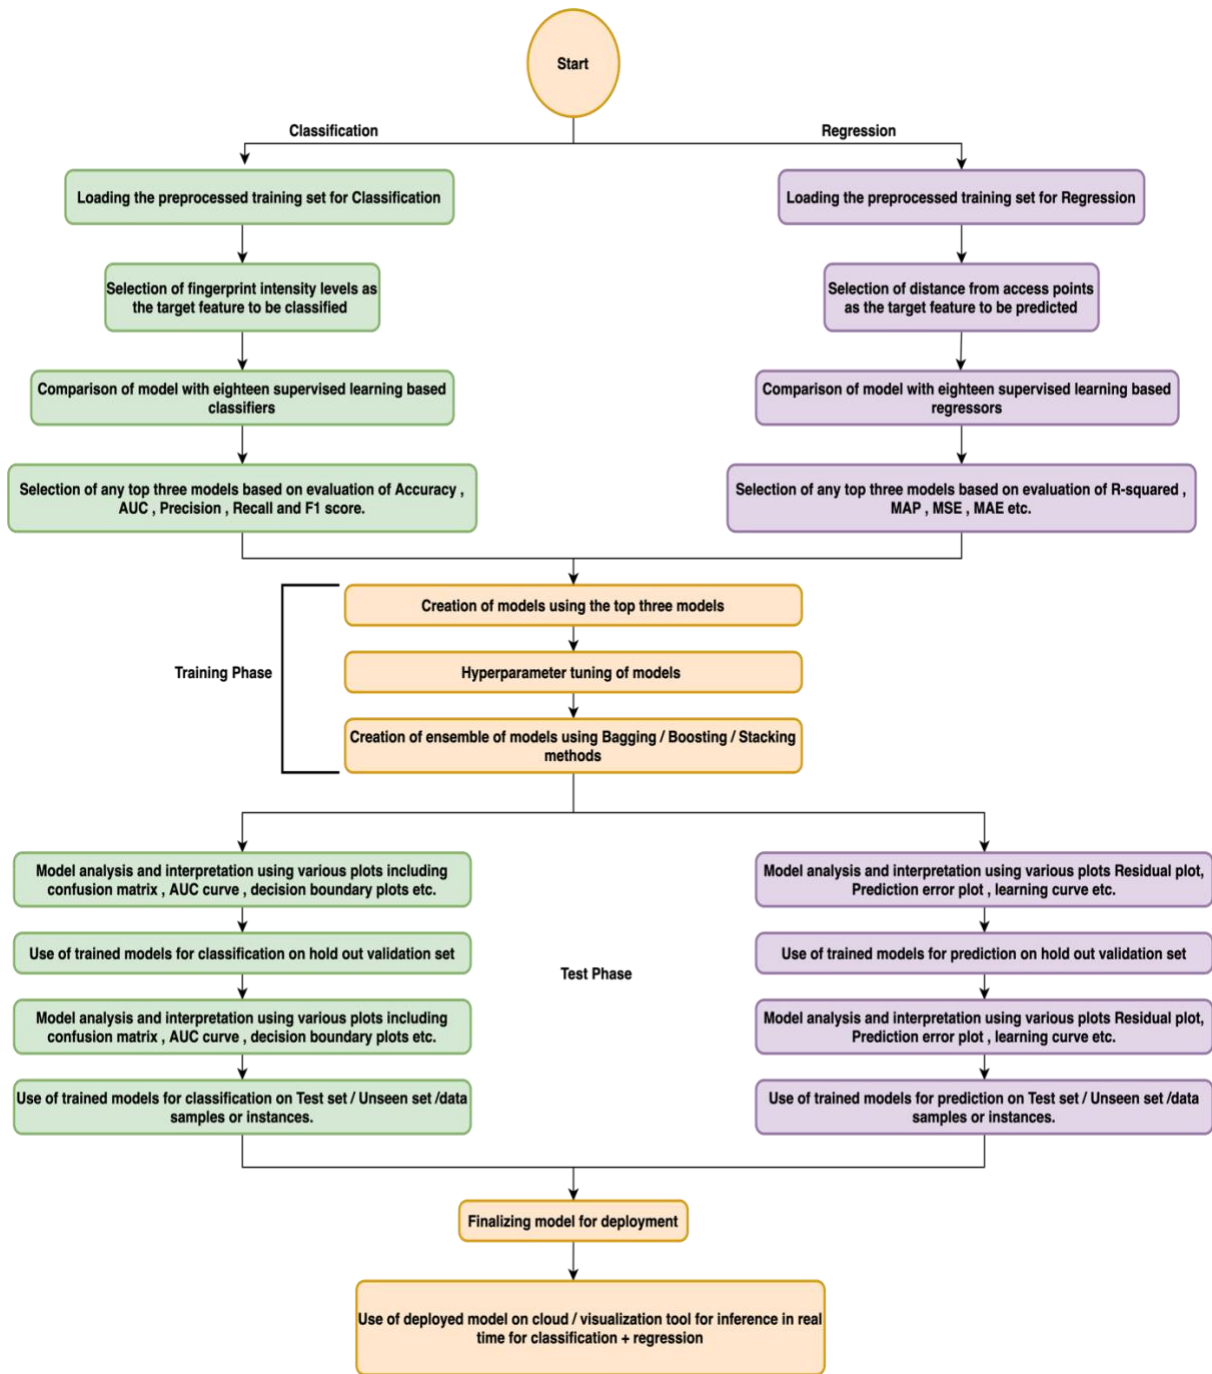 Start
Classification
Regression
Loading the preprocessed training set for Classification
Loading the preprocessed training set for Regression
Selection of fingerprint intensity levels as
the target feature to be classified
Selection of distance from access points
as the target feature to be predicted
Comparison of model with eighteen supervised learning based
classifiers
Comparison of model with eighteen supervised learning based
regressors
Selection of any top three models based on evaluation of Accuracy ,
AUC , Precision , Recall and F1 score.
Selection of any top three models based on evaluation of R-squared ,
MAP , MSE , MAE etc.
Creation of models using the top three models
Training Phase
Hyperparameter tuning of models
Creation of ensemble of models using Bagging / Boosting / Stacking
methods
Model analysis and interpretation using various plots including
confusion matrix , AUC curve , decision boundary plots etc.
Model analysis and interpretation using various plots Residual plot,
Prediction error plot , learning curve etc.
Use of trained models for classification on hold out validation set
Use of trained models for prediction on hold out validation set
Test Phase
Model analysis and interpretation using various plots including
confusion matrix , AUC curve , decision boundary plots etc.
Model analysis and interpretation using various plots Residual plot,
Prediction error plot , learning curve etc.
Use of trained models for classification on Test set / Unseen set /data
samples or instances.
Use of trained models for prediction on Test set / Unseen set /data
samples or instances.
Finalizing model for deployment
Use of deployed model on cloud / visualization tool for inference in real
time for classification + regression